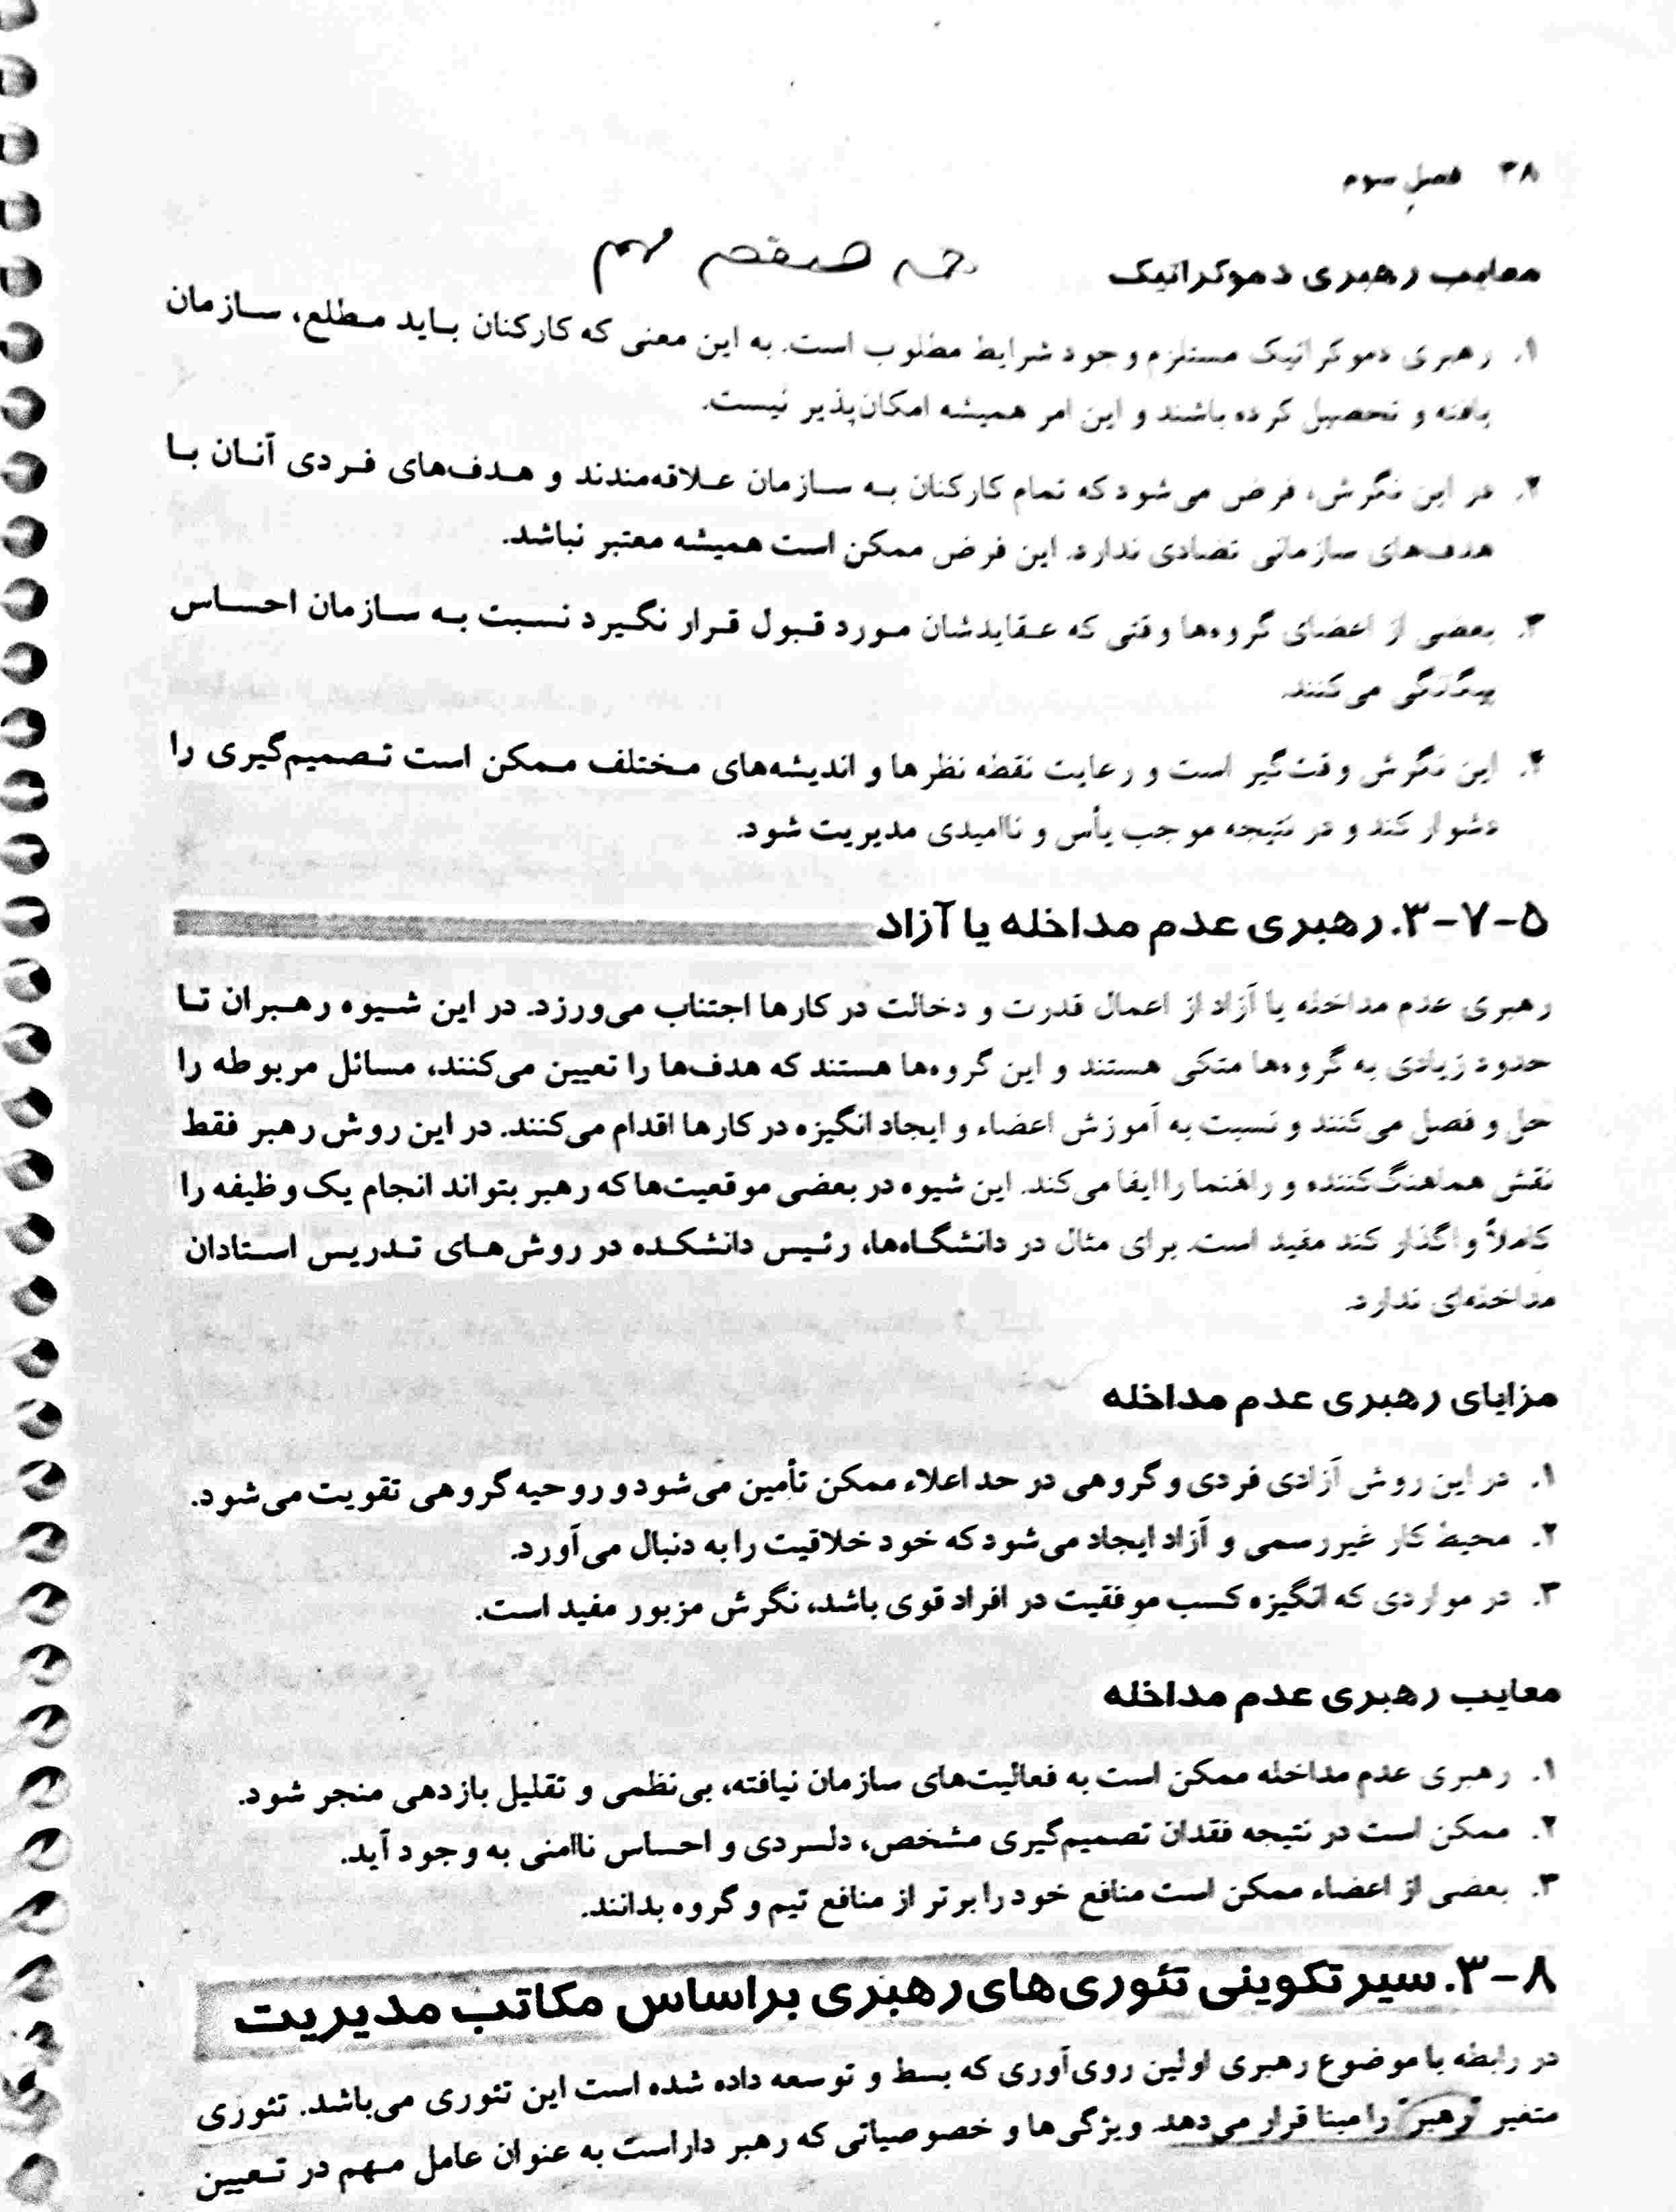 ۳۸ فصل سوم
معایب رهبری دموکراتیک
مهم
۱. رهبری دموکراتیک مستلزم وجود شرایط مطلوب است. به این معنی که کارکنان باید مطلع، سازمان
یافته و تحصیل کرده باشند و این امر همیشه امکان‌پذیر نیست.
۲. در این نگرش، فرض می‌شود که تمام کارکنان به سازمان علاقه‌مندند و هدف‌های فردی آنان با
هدف‌های سازمانی تضادی ندارد. این فرض ممکن است همیشه معتبر نباشد.
۳. بعضی از اعضای گروه‌ها وقتی که عقایدشان مورد قبول قرار نگیرد نسبت به سازمان احساس
بیگانگی می‌کنند.
۴. این نگرش وقت‌گیر است و رعایت نقطه نظرها و اندیشه‌های مختلف ممکن است تصمیم‌گیری را
دشوار کند و در نتیجه موجب یأس و ناامیدی مدیریت شود.
۳-۷-۵. رهبری عدم مداخله یا آزاد
رهبری عدم مداخله یا آزاد از اعمال قدرت و دخالت در کارها اجتناب می‌ورزد. در این شیوه رهبران تا
حدود زیادی به گروه‌ها متکی هستند و این گروه‌ها هستند که هدف‌ها را تعیین می‌کنند، مسائل مربوطه را
حل و فصل می‌کنند و نسبت به آموزش اعضاء و ایجاد انگیزه در کارها اقدام می‌کنند. در این روش رهبر فقط
نقش هماهنگ‌کننده و راهنما را ایفا می‌کند. این شیوه در بعضی موقعیت‌ها که رهبر بتواند انجام یک وظیفه را
کاملاً واگذار کند مفید است. برای مثال در دانشگاه‌ها، رئیس دانشکده در روش‌های تدریس استادان
مداخله‌ای ندارد.
مزایای رهبری عدم مداخله
۱. در این روش آزادی فردی و گروهی در حد اعلاء ممکن تأمین می‌شود و روحیه گروهی تقویت می‌شود.
۲. محیط کار غیررسمی و آزاد ایجاد می‌شود که خود خلاقیت را به دنبال می‌آورد.
۳. در مواردی که انگیزه کسب موفقیت در افراد قوی باشد، نگرش مزبور مفید است.
معایب رهبری عدم مداخله
۱. رهبری عدم مداخله ممکن است به فعالیت‌های سازمان نیافته، بی‌نظمی و تقلیل بازدهی منجر شود.
۲. ممکن است در نتیجه فقدان تصمیم‌گیری مشخص، دلسردی و احساس ناامنی به وجود آید.
۳. بعضی از اعضاء ممکن است منافع خود را برتر از منافع تیم و گروه بدانند.
۳-۸. سیر تکوینی تئوری‌های رهبری براساس مکاتب مدیریت
در رابطه با موضوع رهبری اولین روی‌آوری که بسط و توسعه داده شده است این تئوری می‌باشد. تئوری
متغیر "رهبر" را مبنا قرار می‌دهد. ویژگی‌ها و خصوصیاتی که رهبر داراست به عنوان عامل مهم در تعیین